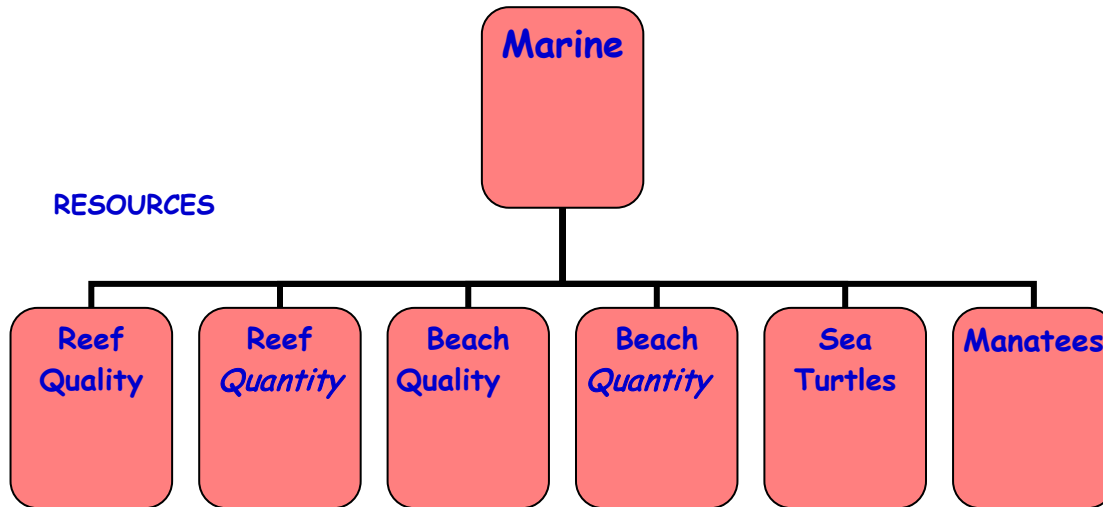 Marine
RESOURCES
Reef
Quality
Reef
Quantity
Beach
Quality
Beach
Quantity
Sea
Turtles
Manatees